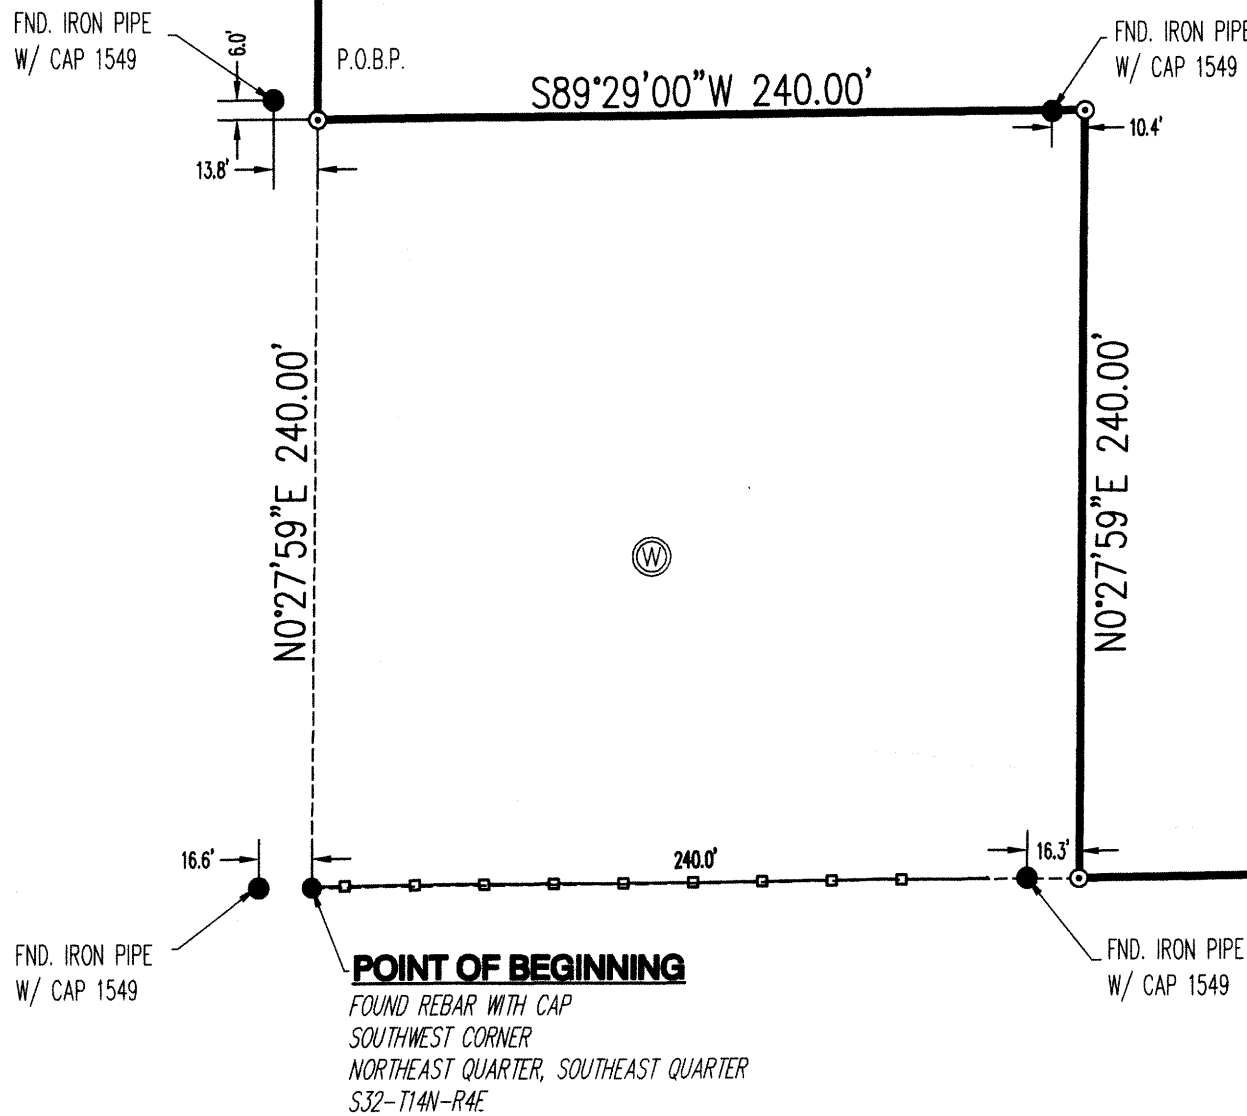 FND. IRON PIPE
W/ CAP 1549
6.0'
P.O.B.P.
S89°29'00"W 240.00'
FND. IRON PIPE
W/ CAP 1549
13.8'
10.4'
N0°27'59"E 240.00'
N0°27'59"E 240.00'
W
16.6'
240.0'
16.3'
FND. IRON PIPE
W/ CAP 1549
POINT OF BEGINNING
FOUND REBAR WITH CAP
SOUTHWEST CORNER
NORTHEAST QUARTER, SOUTHEAST QUARTER
S32-T14N-R4E
FND. IRON PIPE
W/ CAP 1549